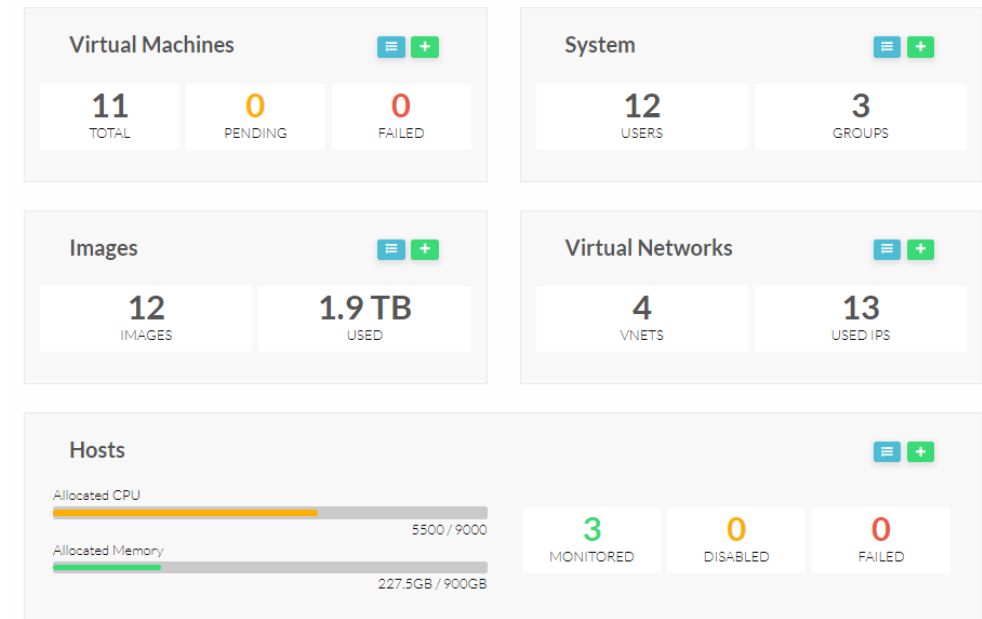 Virtual Machines
11
TOTAL
0
PENDING
0
FAILED
System
12
USERS
3
GROUPS
Images
12
IMAGES
1.9 TB
USED
Virtual Networks
4
VNETS
13
USED IPS
Hosts
Allocated CPU
5500 / 9000
Allocated Memory
227.5GB / 900GB
3
MONITORED
0
DISABLED
0
FAILED